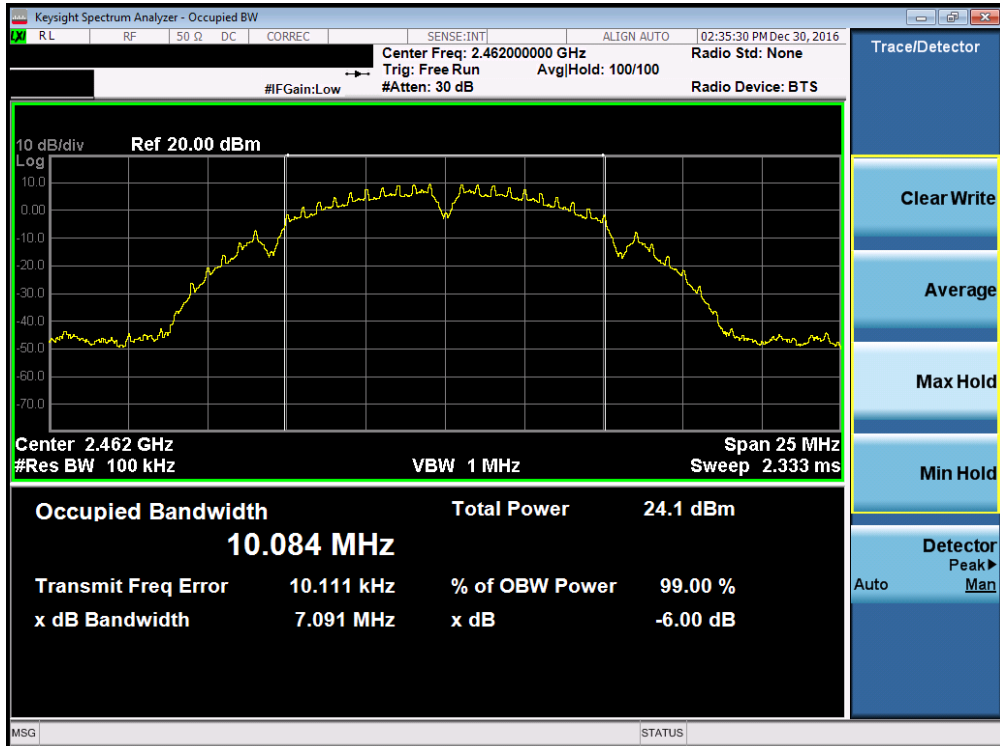 Keysight Spectrum Analyzer - Occupied BW
LXI RL RF 50 Ω DC CORREC SENSE:INT ALIGN AUTO 02:35:30 PM Dec 30, 2016
Center Freq: 2.462000000 GHz Radio Std: None
Trig: Free Run Avg|Hold: 100/100
#IFGain:Low #Atten: 30 dB Radio Device: BTS
10 dB/div Ref 20.00 dBm
Log
10.0
0.00
-10.0
-20.0
-30.0
-40.0
-50.0
-60.0
-70.0
Center 2.462 GHz Span 25 MHz
#Res BW 100 kHz VBW 1 MHz Sweep 2.333 ms
Occupied Bandwidth Total Power 24.1 dBm
10.084 MHz
Transmit Freq Error 10.111 kHz % of OBW Power 99.00 %
x dB Bandwidth 7.091 MHz x dB -6.00 dB
MSG STATUS
Trace/Detector
Clear Write
Average
Max Hold
Min Hold
Detector
Peak▶
Auto Man